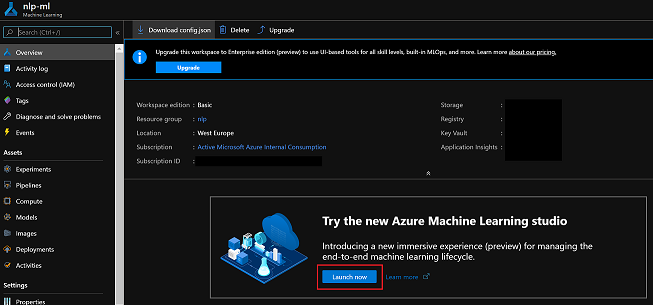 nlp-ml
Machine Learning
Search (Ctrl+/)
«
Download config.json
Delete
Upgrade
Overview
Activity log
Access control (IAM)
Tags
Diagnose and solve problems
Events
Assets
Experiments
Pipelines
Compute
Models
Images
Deployments
Activities
Settings
Properties
Upgrade this workspace to Enterprise edition (preview) to use UI-based tools for all skill levels, built-in MLOps, and more. Learn more about our pricing.
Upgrade
Workspace edition : Basic
Resource group : nlp
Location : West Europe
Subscription : Active Microsoft Azure Internal Consumption
Subscription ID :
Storage :
Registry :
Key Vault :
Application Insights :
Try the new Azure Machine Learning studio
Introducing a new immersive experience (preview) for managing the
end-to-end machine learning lifecycle.
Launch now
Learn more